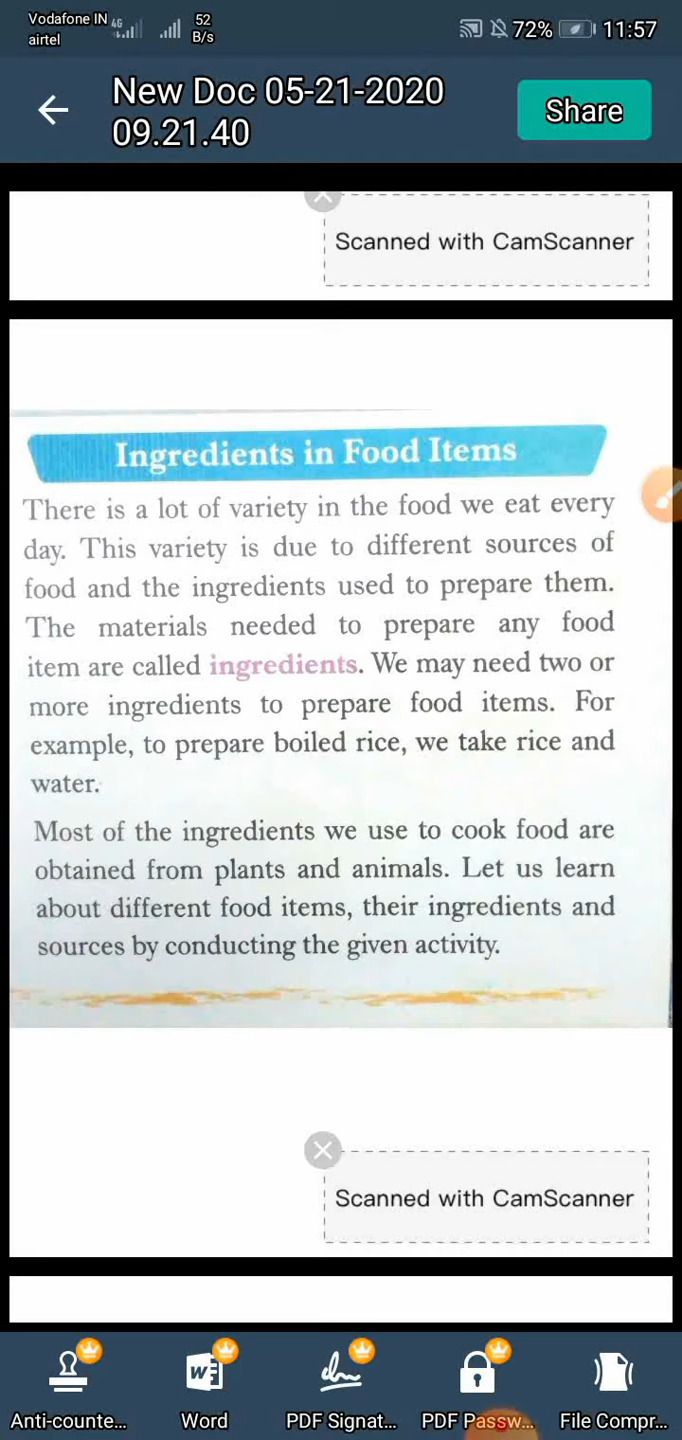 Vodafone IN 4G
airtel
52
B/s
72%
11:57
New Doc 05-21-2020
09.21.40
Share
Scanned with CamScanner
Ingredients in Food Items
There is a lot of variety in the food we eat every
day. This variety is due to different sources of
food and the ingredients used to prepare them.
The materials needed to prepare any food
item are called ingredients. We may need two or
more ingredients to prepare food items. For
example, to prepare boiled rice, we take rice and
water.
Most of the ingredients we use to cook food are
obtained from plants and animals. Let us learn
about different food items, their ingredients and
sources by conducting the given activity.
Scanned with CamScanner
Anti-counte...
Word
PDF Signat...
PDF Passw...
File Compr...